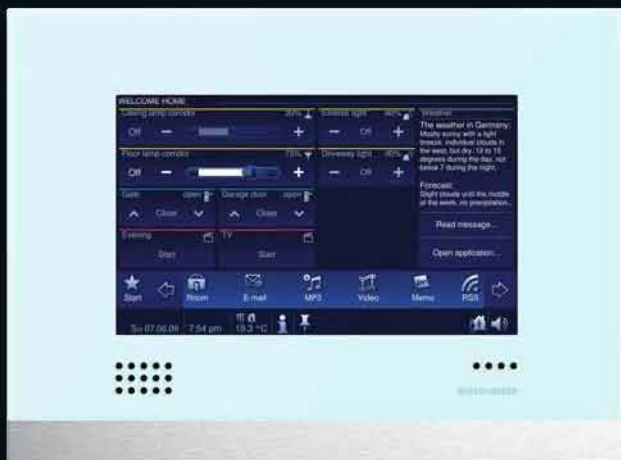 WELCOME HOME
Ceiling lamp corridor 30%
Off − +
Exterior light 40%
− Off +
Floor lamp corridor 75%
Off − +
Driveway light 40%
− Off +
Gate open
Close
Garage door open
Close
Evening
Start
TV
Start
Weather
The weather in Germany:
Mostly sunny with a light
breeze, individual clouds in
the west, but dry. 12 to 15
degrees during the day, not
below 7 during the night.
Forecast:
Slight clouds until the middle
of the week, no precipitation.
Read message...
Open application...
Start
Room
E-mail
MP3
Video
Memo
RSS
Su 07.06.09
7:54 pm
19.3 °C